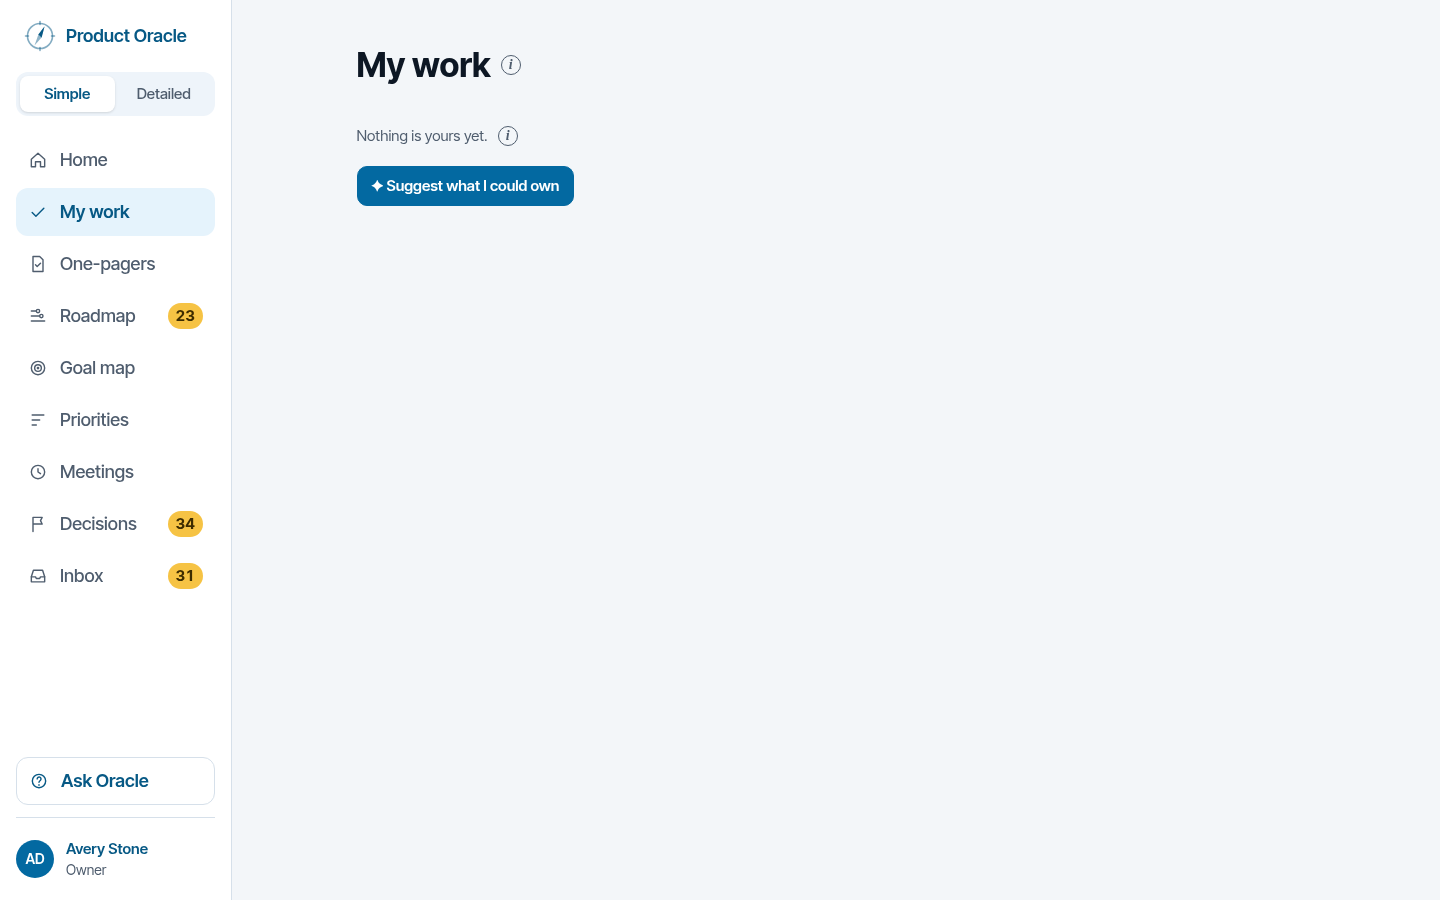 Product Oracle
Simple
Detailed
Home
My work
One-pagers
Roadmap 23
Goal map
Priorities
Meetings
Decisions 34
Inbox 31
Ask Oracle
AD
Avery Stone
Owner
My work i
Nothing is yours yet. i
✦ Suggest what I could own